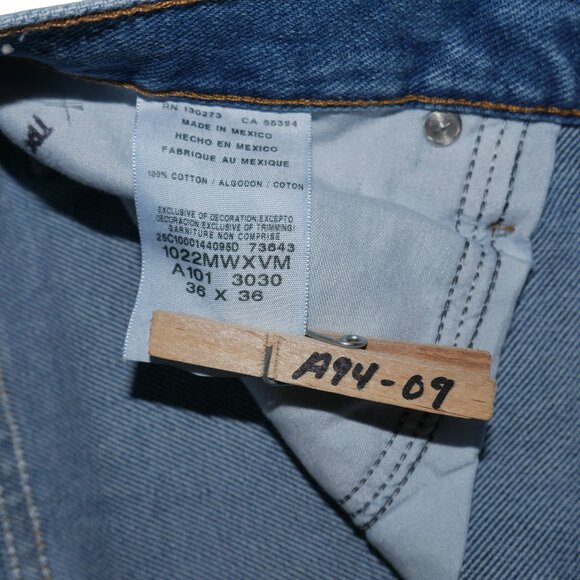 RN 130273 CA 55394
MADE IN MEXICO
HECHO EN MEXICO
FABRIQUE AU MEXIQUE
100% COTTON / ALGODON / COTON
EXCLUSIVE OF DECORATION/EXCEPTO
DECORACION/EXCLUSIVE OF TRIMMING/
GARNITURE NON COMPRISE
25C1000144095D 73643
1022MWXVM
A101 3030
36 X 36
A94-09